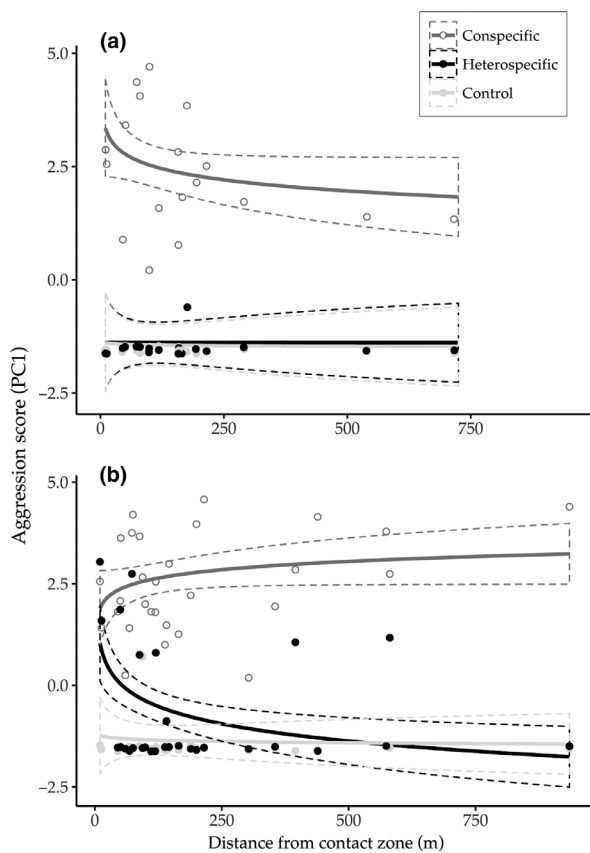 (a)
Conspecific
Heterospecific
Control
5.0
2.5
0.0
−2.5
0 250 500 750
Aggression score (PC1)
(b)
5.0
2.5
0.0
−2.5
0 250 500 750
Distance from contact zone (m)